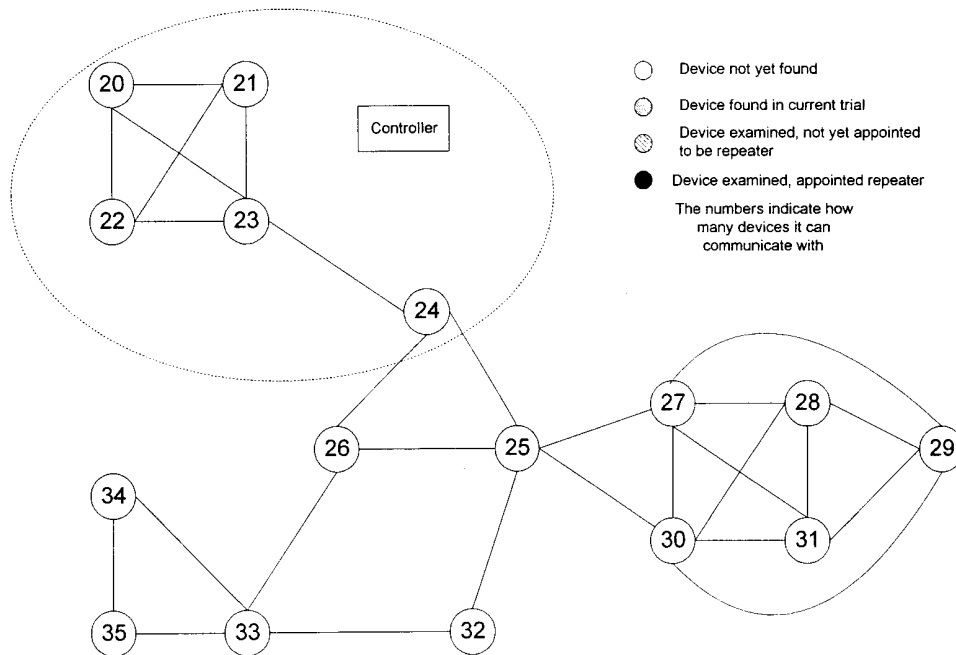 20
21
Controller
22
23
24
Device not yet found
Device found in current trial
Device examined, not yet appointed
to be repeater
Device examined, appointed repeater
The numbers indicate how
many devices it can
communicate with
27
28
26
25
29
34
30
31
35
33
32